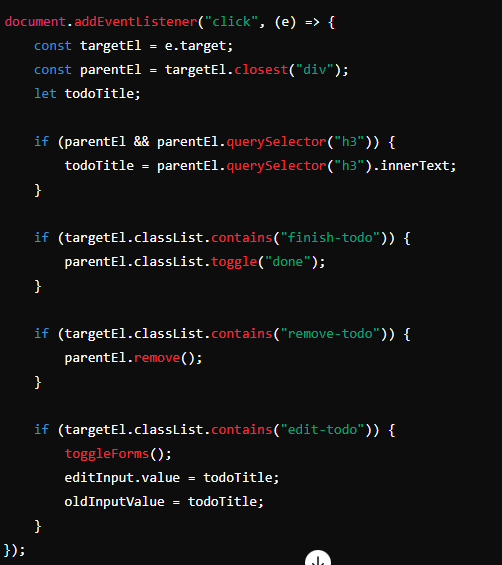 document.addEventListener("click", (e) => {
    const targetEl = e.target;
    const parentEl = targetEl.closest("div");
    let todoTitle;

    if (parentEl && parentEl.querySelector("h3")) {
        todoTitle = parentEl.querySelector("h3").innerText;
    }

    if (targetEl.classList.contains("finish-todo")) {
        parentEl.classList.toggle("done");
    }

    if (targetEl.classList.contains("remove-todo")) {
        parentEl.remove();
    }

    if (targetEl.classList.contains("edit-todo")) {
        toggleForms();
        editInput.value = todoTitle;
        oldInputValue = todoTitle;
    }
});